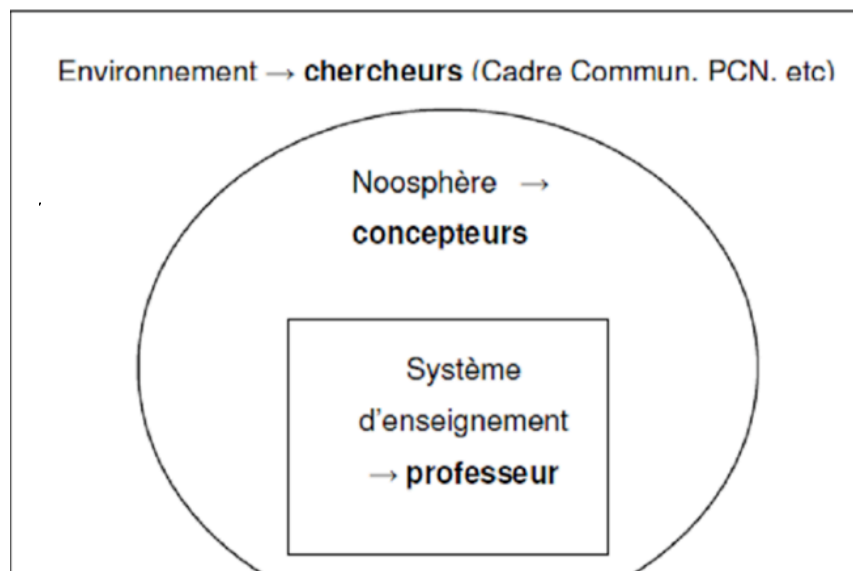 Environnement → chercheurs (Cadre Commun, PCN, etc)
Noosphère →
concepteurs
Système
d'enseignement
→ professeur